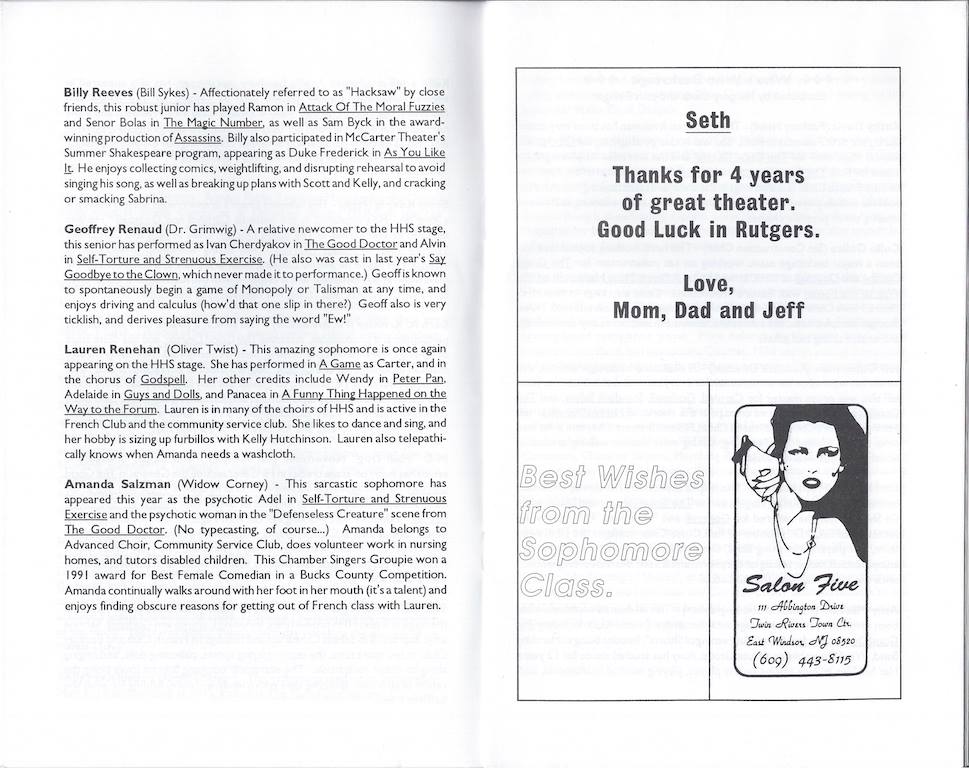 Billy Reeves (Bill Sykes) - Affectionately referred to as "Hacksaw" by close
friends, this robust junior has played Ramon in Attack Of The Moral Fuzzies
and Senor Bolas in The Magic Number, as well as Sam Byck in the award-
winning production of Assassins. Billy also participated in McCarter Theater's
Summer Shakespeare program, appearing as Duke Frederick in As You Like
It. He enjoys collecting comics, weightlifting, and disrupting rehearsal to avoid
singing his song, as well as breaking up plans with Scott and Kelly, and cracking
or smacking Sabrina.
Geoffrey Renaud (Dr. Grimwig) - A relative newcomer to the HHS stage,
this senior has performed as Ivan Cherdyakov in The Good Doctor and Alvin
in Self-Torture and Strenuous Exercise. (He also was cast in last year's Say
Goodbye to the Clown, which never made it to performance.) Geoff is known
to spontaneously begin a game of Monopoly or Talisman at any time, and
enjoys driving and calculus (how'd that one slip in there?) Geoff also is very
ticklish, and derives pleasure from saying the word "Ew!"
Lauren Renehan (Oliver Twist) - This amazing sophomore is once again
appearing on the HHS stage. She has performed in A Game as Carter, and in
the chorus of Godspell. Her other credits include Wendy in Peter Pan,
Adelaide in Guys and Dolls, and Panacea in A Funny Thing Happened on the
Way to the Forum. Lauren is in many of the choirs of HHS and is active in the
French Club and the community service club. She likes to dance and sing, and
her hobby is sizing up furbillos with Kelly Hutchinson. Lauren also telepathi-
cally knows when Amanda needs a washcloth.
Amanda Salzman (Widow Corney) - This sarcastic sophomore has
appeared this year as the psychotic Adel in Self-Torture and Strenuous
Exercise and the psychotic woman in the "Defenseless Creature" scene from
The Good Doctor. (No typecasting, of course...) Amanda belongs to
Advanced Choir, Community Service Club, does volunteer work in nursing
homes, and tutors disabled children. This Chamber Singers Groupie won a
1991 award for Best Female Comedian in a Bucks County Competition.
Amanda continually walks around with her foot in her mouth (it's a talent) and
enjoys finding obscure reasons for getting out of French class with Lauren.
Seth
Thanks for 4 years
of great theater.
Good Luck in Rutgers.
Love,
Mom, Dad and Jeff
Best Wishes
from the
Sophomore
Class.
Salon Five
111 Abbington Drive
Twin Rivers Town Ctr.
East Windsor, NJ 08520
(609) 443-8115